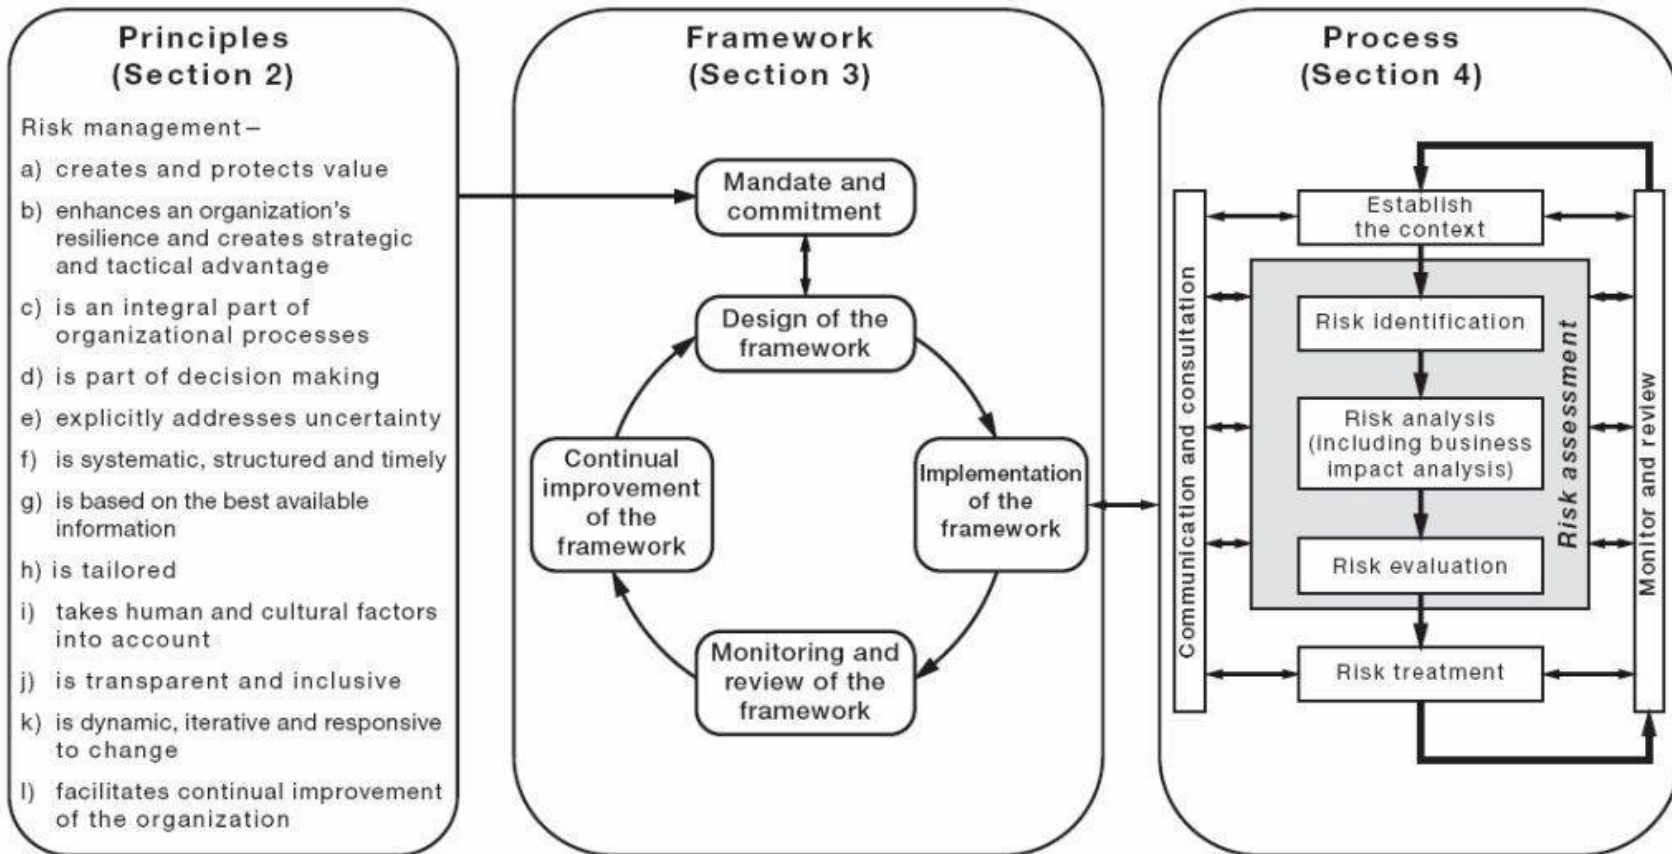 Principles
(Section 2)
Risk management—
a) creates and protects value
b) enhances an organization's
resilience and creates strategic
and tactical advantage
c) is an integral part of
organizational processes
d) is part of decision making
e) explicitly addresses uncertainty
f) is systematic, structured and timely
g) is based on the best available
information
h) is tailored
i) takes human and cultural factors
into account
j) is transparent and inclusive
k) is dynamic, iterative and responsive
to change
l) facilitates continual improvement
of the organization
Framework
(Section 3)
Mandate and
commitment
Design of the
framework
Continual
improvement
of the
framework
Implementation
of the
framework
Monitoring and
review of the
framework
Process
(Section 4)
Communication and consultation
Establish
the context
Risk identification
Risk analysis
(including business
impact analysis)
Risk evaluation
Risk assessment
Risk treatment
Monitor and review